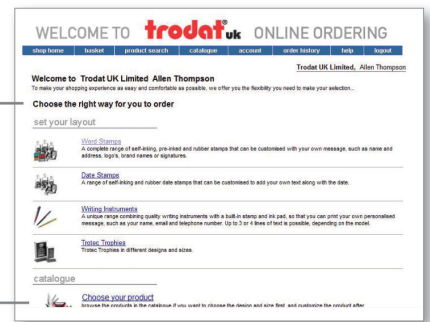 WELCOME TO trodat uk ONLINE ORDERING
shop home basket product search catalogue account order history help logout
Trodat UK Limited, Allen Thompson
Welcome to Trodat UK Limited Allen Thompson
To make your shopping experience as easy and comfortable as possible, we offer you the flexibility you need to make your selection...
Choose the right way for you to order
set your layout
Word Stamps
A complete range of self-inking, pre-inked and rubber stamps that can be customised with your own message, such as name and
address, logo's, brand names or signatures.
Date Stamps
A range of self-inking and rubber date stamps that can be customised to add your own text along with the date.
Writing Instruments
A unique range combining quality writing instruments with a built-in stamp and ink pad, so that you can print your own personalised
message, such as your name, email and telephone number. Up to 3 or 4 lines of text is possible, depending on the model.
Trotec Trophies
Trotec Trophies in different designs and sizes.
catalogue
Choose your product
browse the products in the catalogue if you want to choose the design and size first, and customize the product after